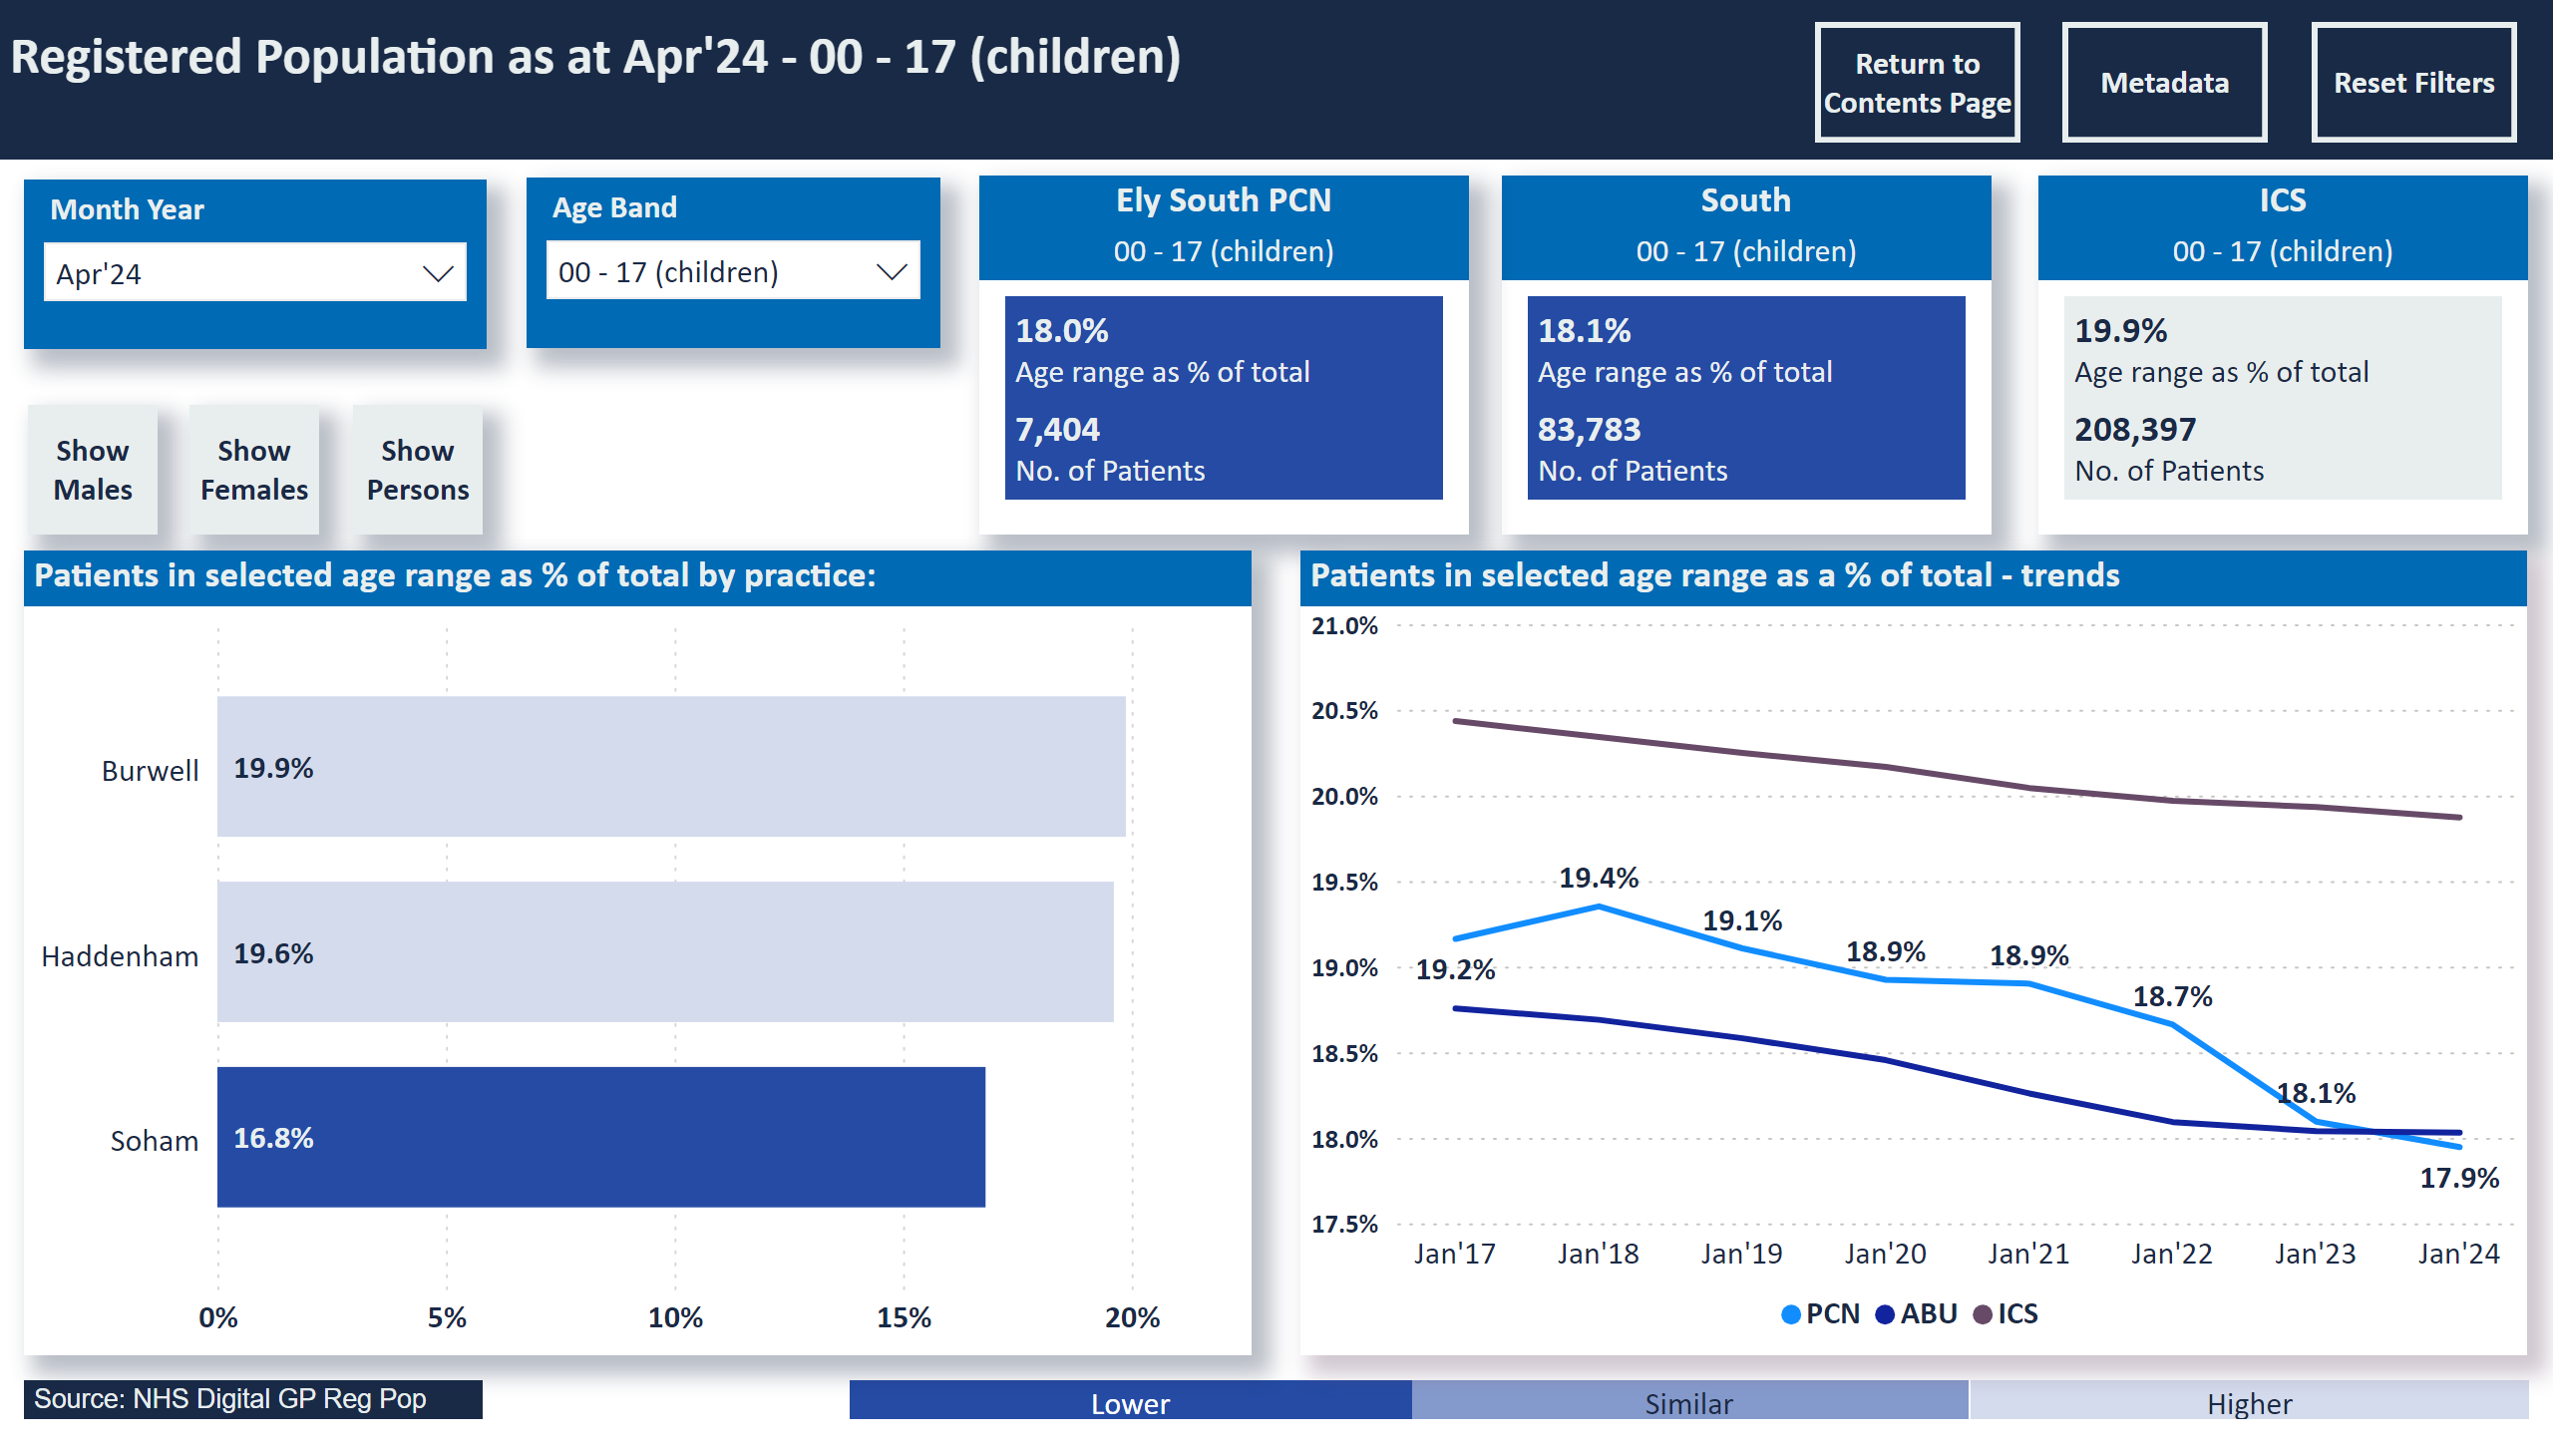 Registered Population as at Apr'24 - 00 - 17 (children)
Return to
Contents Page
Metadata
Reset Filters
Month Year
Apr'24
Age Band
00 - 17 (children)
Ely South PCN
00 - 17 (children)
18.0%
Age range as % of total
7,404
No. of Patients
South
00 - 17 (children)
18.1%
Age range as % of total
83,783
No. of Patients
ICS
00 - 17 (children)
19.9%
Age range as % of total
208,397
No. of Patients
Show
Males
Show
Females
Show
Persons
Patients in selected age range as % of total by practice:
Burwell
19.9%
Haddenham
19.6%
Soham
16.8%
0%
5%
10%
15%
20%
Patients in selected age range as a % of total - trends
21.0%
20.5%
20.0%
19.5%
19.0%
18.5%
18.0%
17.5%
19.2%
19.4%
19.1%
18.9%
18.9%
18.7%
18.1%
17.9%
Jan'17
Jan'18
Jan'19
Jan'20
Jan'21
Jan'22
Jan'23
Jan'24
PCN
ABU
ICS
Source: NHS Digital GP Reg Pop
Lower
Similar
Higher